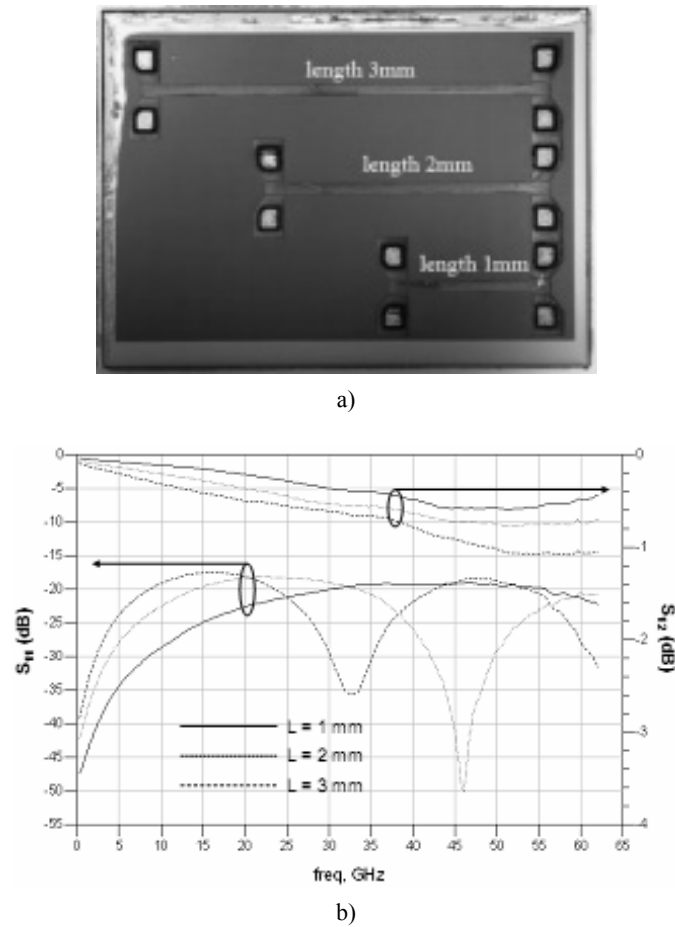 length 3mm
length 2mm
length 1mm
a)
0
-5
-10
-15
-20
-25
-30
-35
-40
-45
-50
-55
S11 (dB)
0
-1
-2
-3
-4
S12 (dB)
L = 1 mm
L = 2 mm
L = 3 mm
0 5 10 15 20 25 30 35 40 45 50 55 60 65
freq, GHz
b)